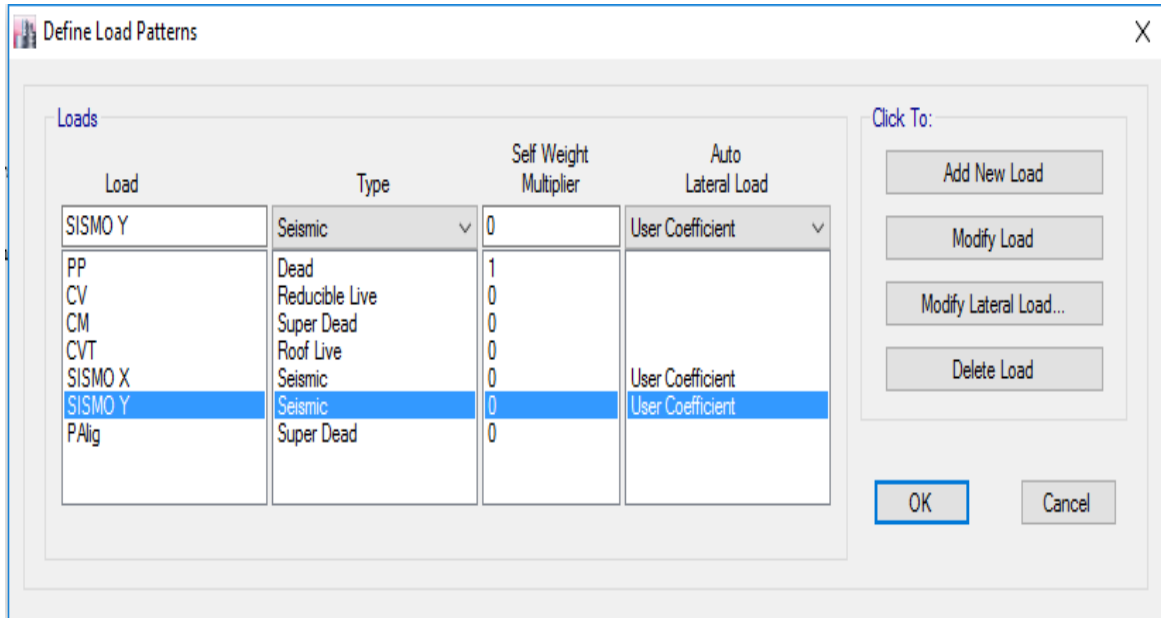 Define Load Patterns
Loads
Click To:
Load Type Self Weight Multiplier Auto Lateral Load
SISMO Y Seismic 0 User Coefficient
PP Dead 1
CV Reducible Live 0
CM Super Dead 0
CVT Roof Live 0
SISMO X Seismic 0 User Coefficient
SISMO Y Seismic 0 User Coefficient
PAlig Super Dead 0
Add New Load
Modify Load
Modify Lateral Load...
Delete Load
OK Cancel